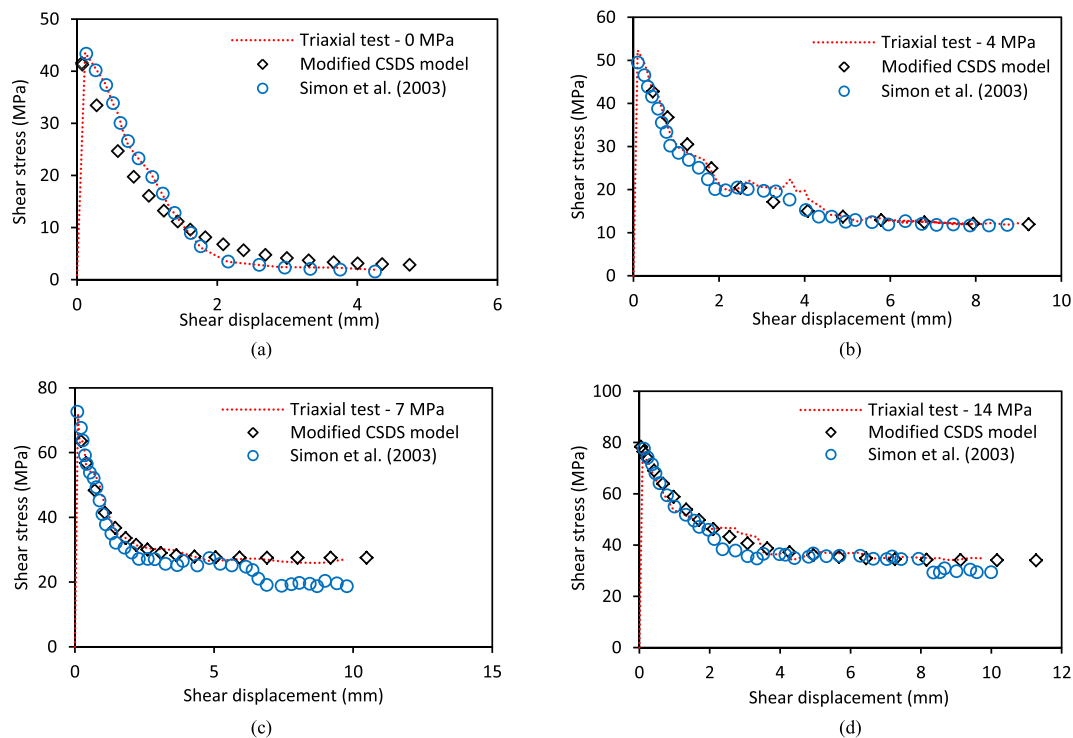 50
40
30
20
10
0
0 2 4 6
Shear stress (MPa)
Shear displacement (mm)
Triaxial test - 0 MPa
Modified CSDS model
Simon et al. (2003)
(a)
60
50
40
30
20
10
0
0 2 4 6 8 10
Shear stress (MPa)
Shear displacement (mm)
Triaxial test - 4 MPa
Modified CSDS model
Simon et al. (2003)
(b)
80
60
40
20
0
0 5 10 15
Shear stress (MPa)
Shear displacement (mm)
Triaxial test - 7 MPa
Modified CSDS model
Simon et al. (2003)
(c)
100
80
60
40
20
0
0 2 4 6 8 10 12
Shear stress (MPa)
Shear displacement (mm)
Triaxial test - 14 MPa
Modified CSDS model
Simon et al. (2003)
(d)